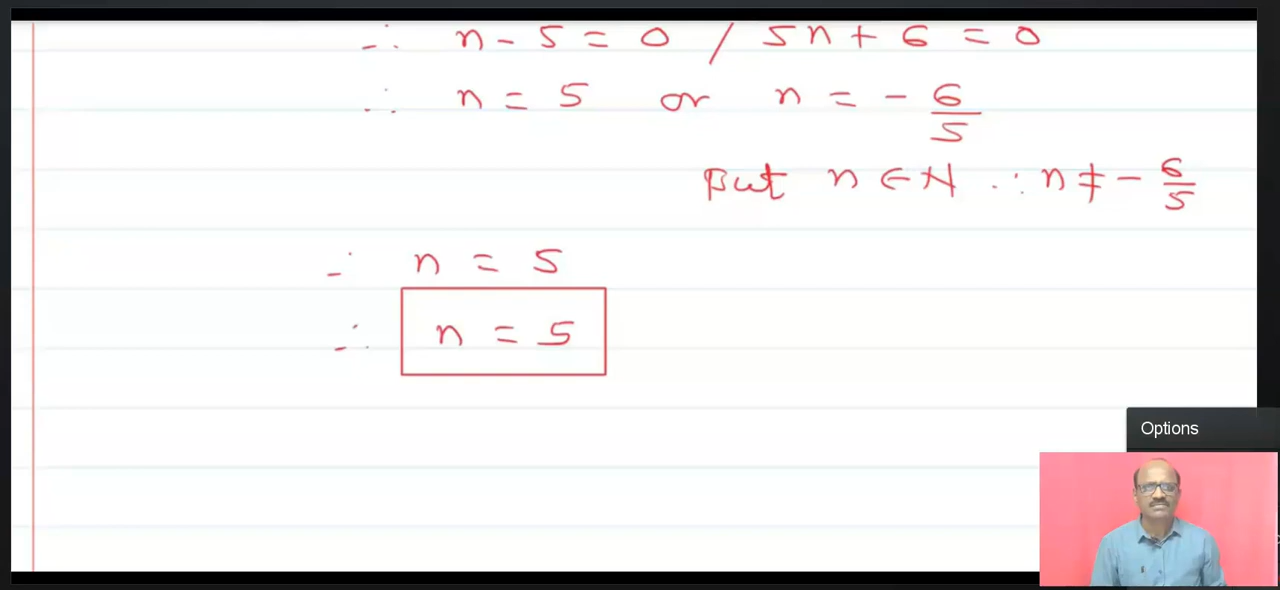 ∴ n - 5 = 0 / 5n + 6 = 0
∴ n = 5 or n = - 6/5
But n ∈ N ∴ n ≠ - 6/5
∴ n = 5
∴ n = 5
Options